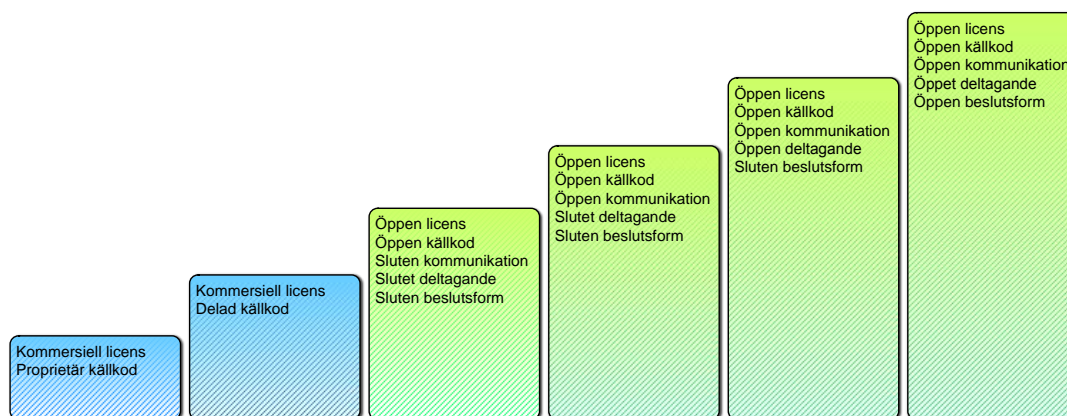 Kommersiell licens
Proprietär källkod
Kommersiell licens
Delad källkod
Öppen licens
Öppen källkod
Sluten kommunikation
Slutet deltagande
Sluten beslutsform
Öppen licens
Öppen källkod
Öppen kommunikation
Slutet deltagande
Sluten beslutsform
Öppen licens
Öppen källkod
Öppen kommunikation
Öppen deltagande
Sluten beslutsform
Öppen licens
Öppen källkod
Öppen kommunikation
Öppet deltagande
Öppen beslutsform